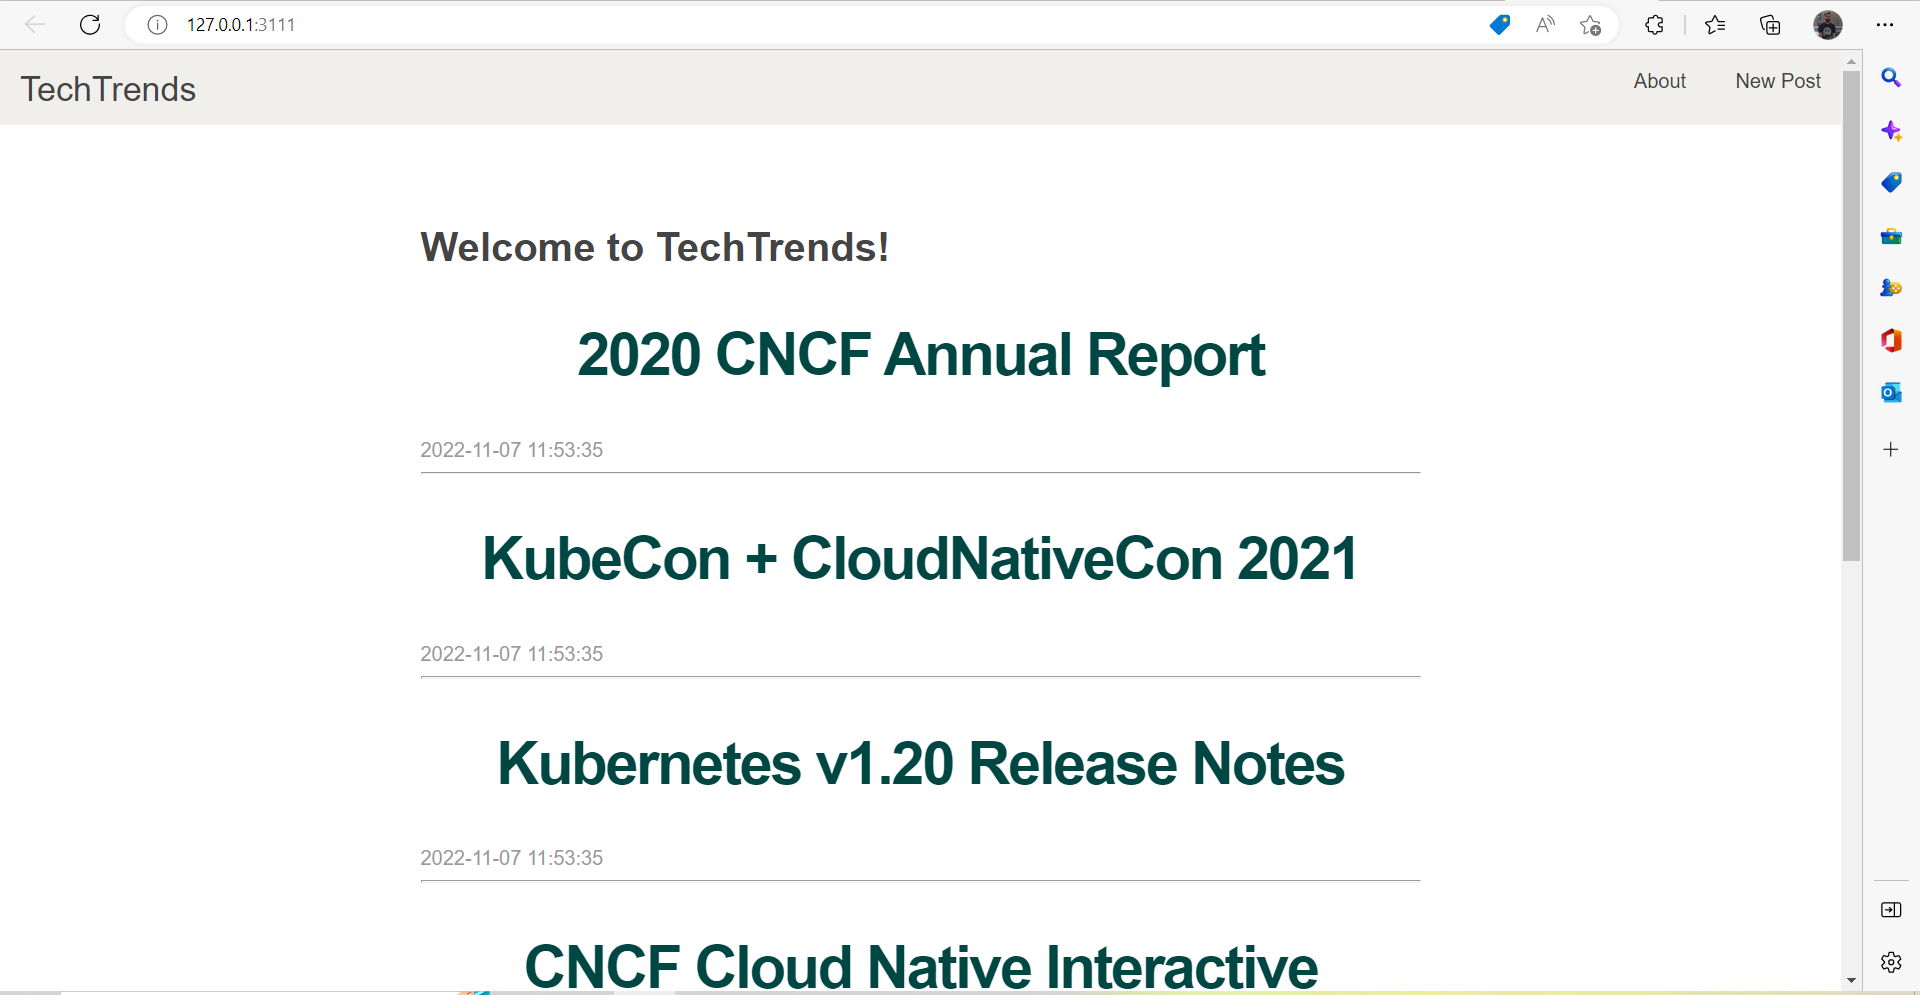 127.0.0.1:3111
TechTrends
About
New Post
Welcome to TechTrends!
2020 CNCF Annual Report
2022-11-07 11:53:35
KubeCon + CloudNativeCon 2021
2022-11-07 11:53:35
Kubernetes v1.20 Release Notes
2022-11-07 11:53:35
CNCF Cloud Native Interactive